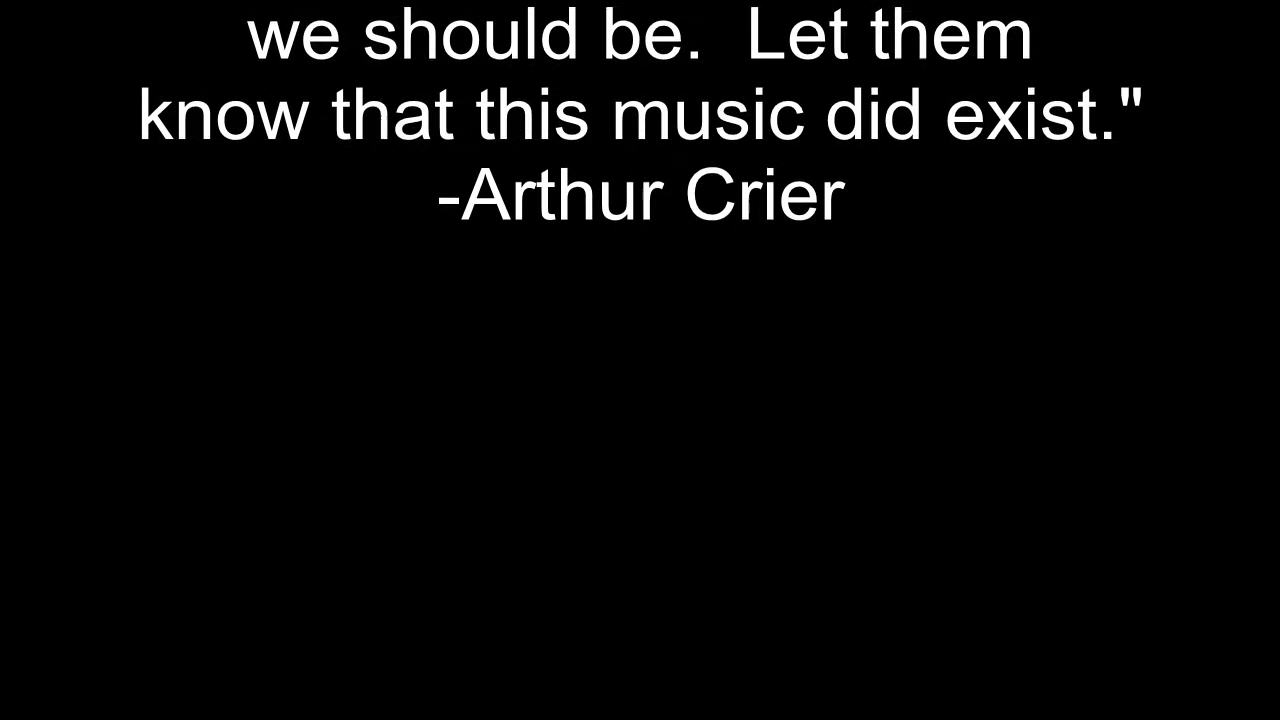 we should be.  Let them
know that this music did exist."
-Arthur Crier